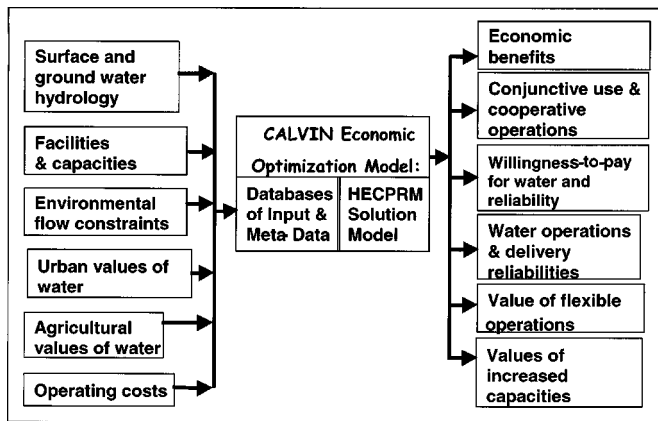 Surface and
ground water
hydrology
Facilities
& capacities
Environmental
flow constraints
Urban values of
water
Agricultural
values of water
Operating costs
CALVIN Economic
Optimization Model:
Databases
of Input &
Meta-Data
HECPRM
Solution
Model
Economic
benefits
Conjunctive use &
cooperative
operations
Willingness-to-pay
for water and
reliability
Water operations
& delivery
reliabilities
Value of flexible
operations
Values of
increased
capacities